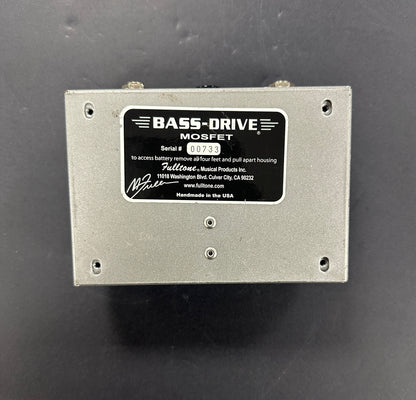 BASS-DRIVE®
MOSFET
Serial # 00733
to access battery remove all four feet and pull apart housing
Fulltone® Musical Products Inc.
11018 Washington Blvd. Culver City, CA 90232
www.fulltone.com
Handmade in the USA